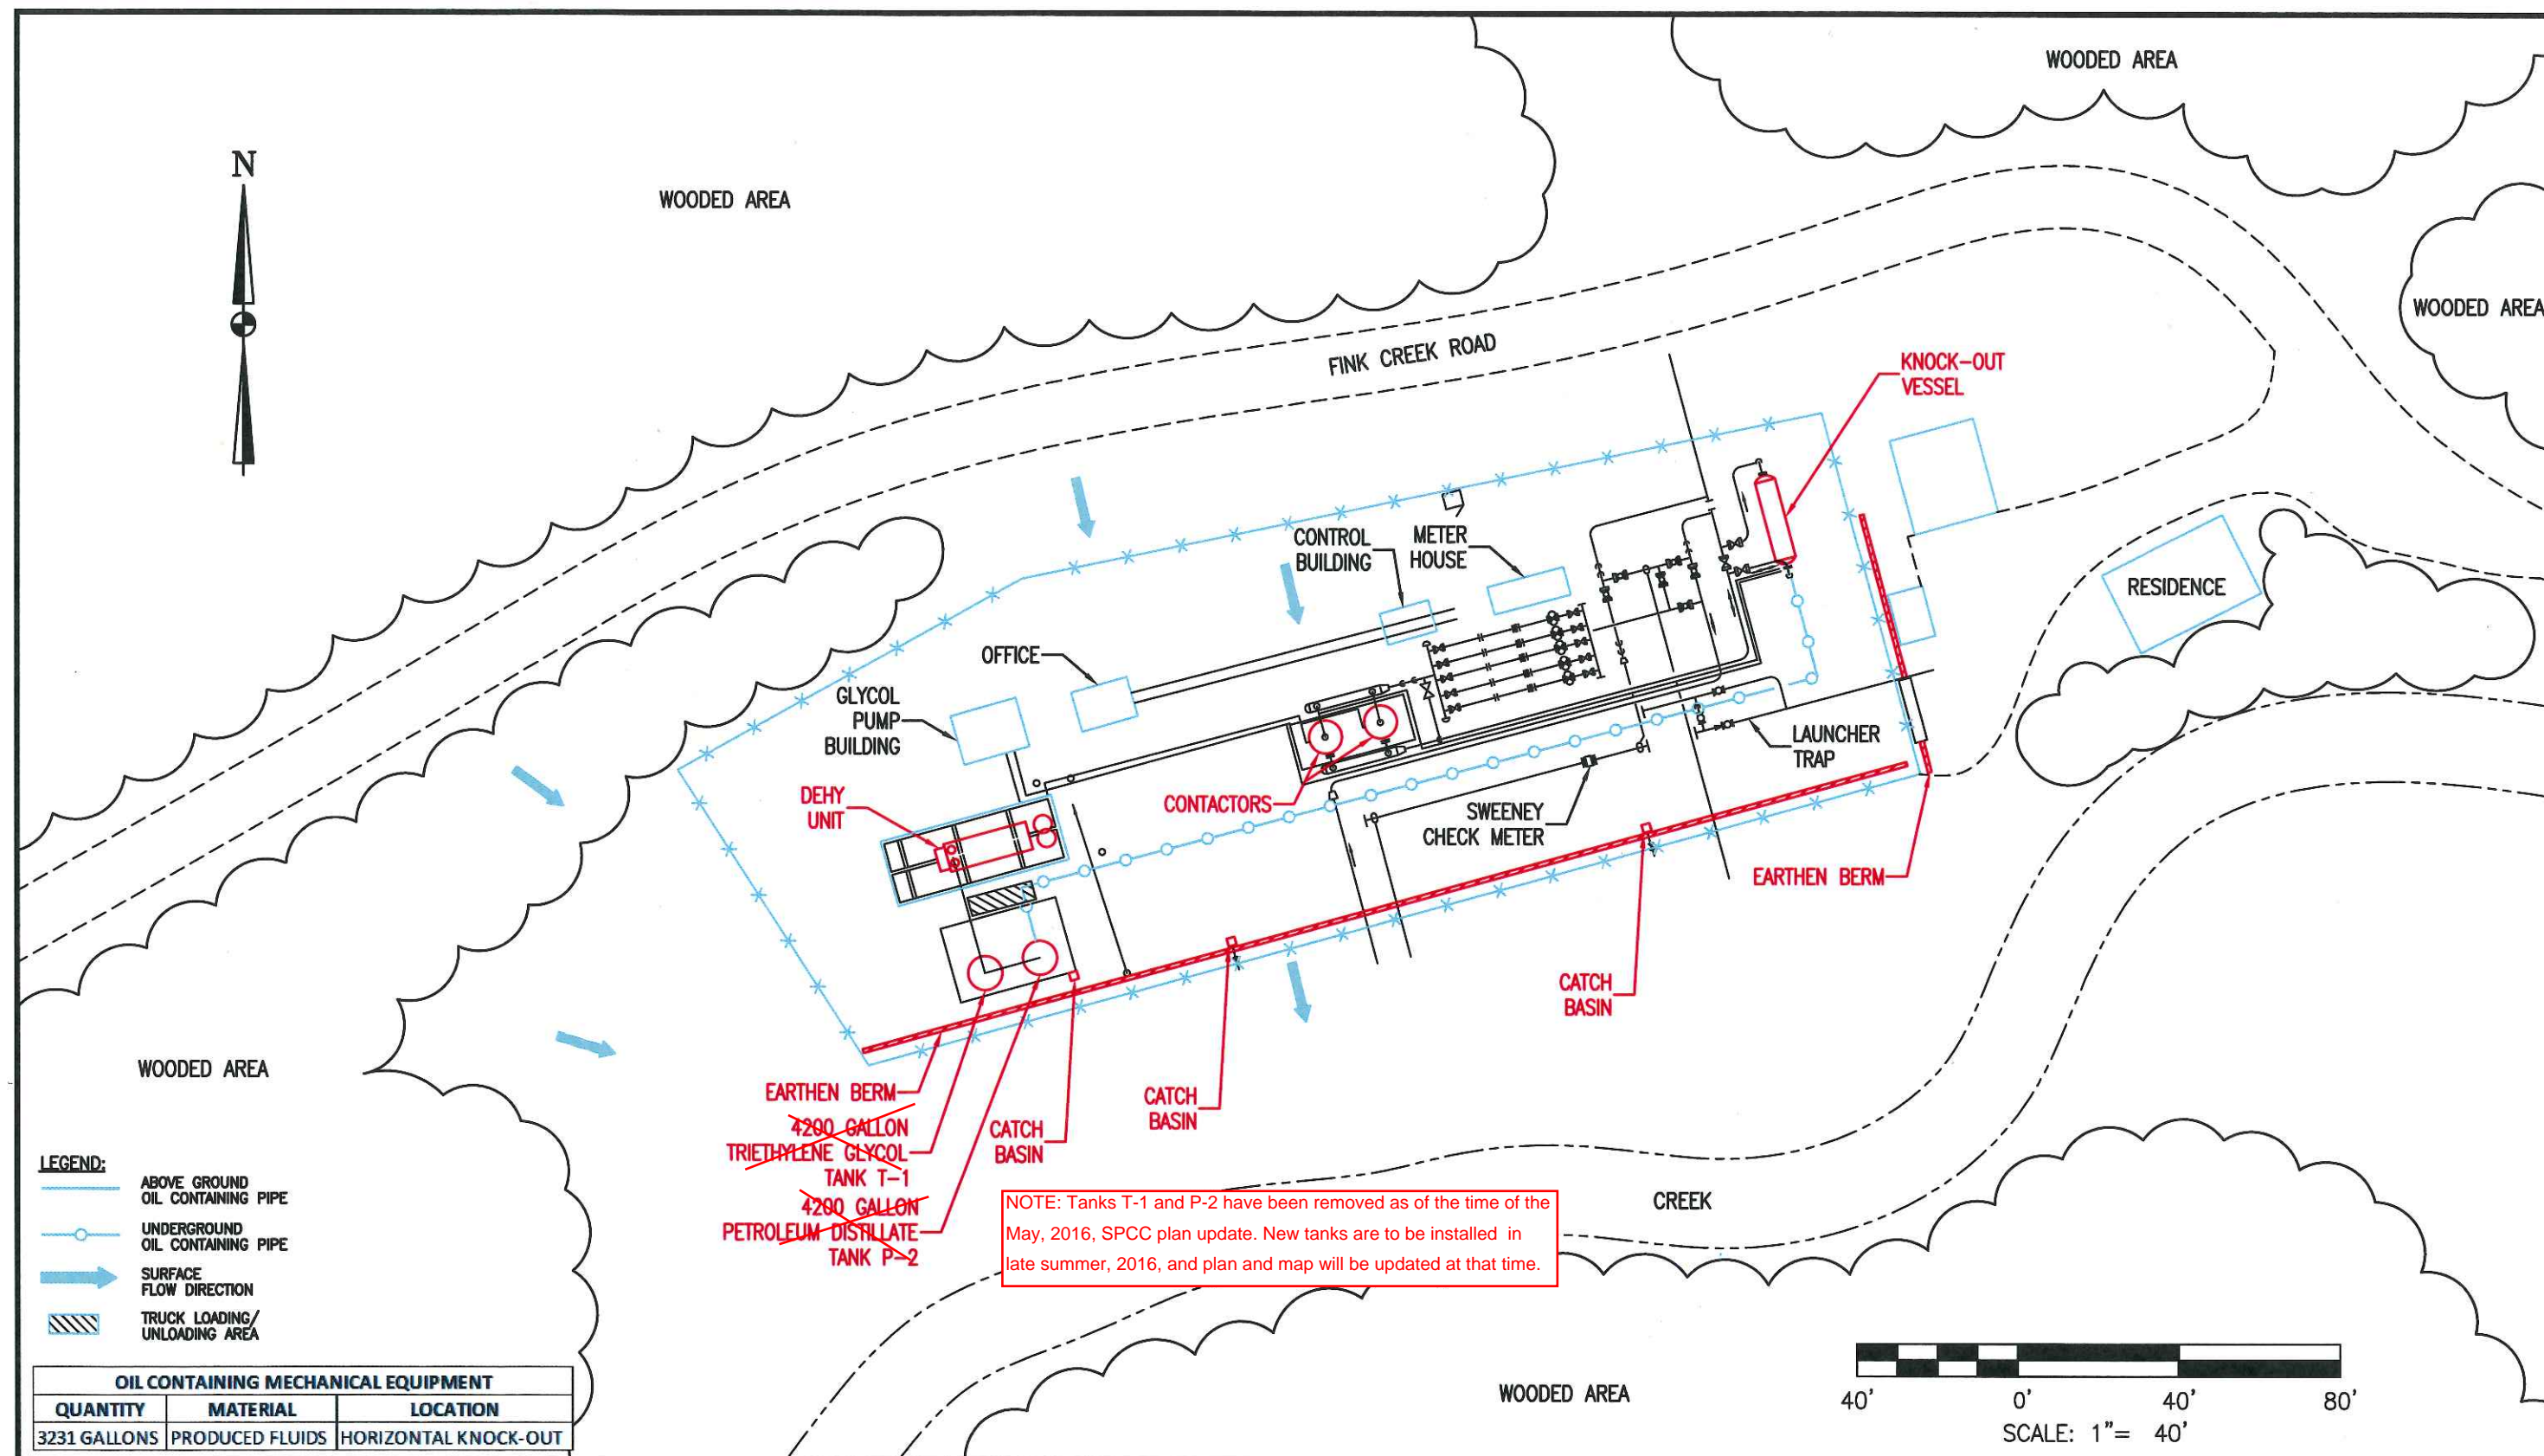 N
WOODED AREA
WOODED AREA
WOODED AREA
FINK CREEK ROAD
KNOCK-OUT
VESSEL
CONTROL
BUILDING
METER
HOUSE
RESIDENCE
OFFICE
GLYCOL
PUMP
BUILDING
LAUNCHER
TRAP
DEHY
UNIT
CONTACTORS
SWEENEY
CHECK METER
EARTHEN BERM
CATCH
BASIN
WOODED AREA
EARTHEN BERM
4200 GALLON
TRIETHYLENE GLYCOL
TANK T-1
4200 GALLON
PETROLEUM DISTILLATE
TANK P-2
CATCH
BASIN
CATCH
BASIN
NOTE: Tanks T-1 and P-2 have been removed as of the time of the
May, 2016, SPCC plan update. New tanks are to be installed in
late summer, 2016, and plan and map will be updated at that time.
CREEK
LEGEND:
ABOVE GROUND
OIL CONTAINING PIPE
UNDERGROUND
OIL CONTAINING PIPE
SURFACE
FLOW DIRECTION
TRUCK LOADING/
UNLOADING AREA
OIL CONTAINING MECHANICAL EQUIPMENT
QUANTITY MATERIAL LOCATION
3231 GALLONS PRODUCED FLUIDS HORIZONTAL KNOCK-OUT
WOODED AREA
40' 0' 40' 80'
SCALE: 1"= 40'